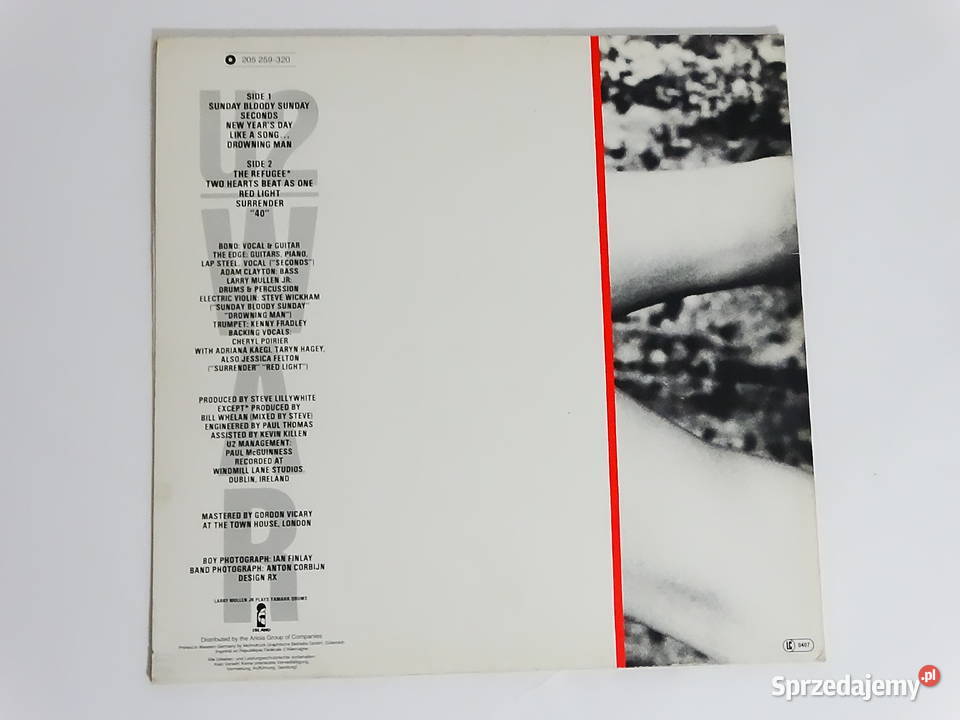 205 259-320
U2
WAR
SIDE 1
SUNDAY BLOODY SUNDAY
SECONDS
NEW YEAR'S DAY
LIKE A SONG...
DROWNING MAN
SIDE 2
THE REFUGEE*
TWO HEARTS BEAT AS ONE
RED LIGHT
SURRENDER
"40"
BONO: VOCAL & GUITAR
THE EDGE: GUITARS, PIANO,
LAP STEEL, VOCAL ("SECONDS")
ADAM CLAYTON: BASS
LARRY MULLEN JR:
DRUMS & PERCUSSION
ELECTRIC VIOLIN: STEVE WICKHAM
("SUNDAY BLOODY SUNDAY"
"DROWNING MAN")
TRUMPET: KENNY FRADLEY
BACKING VOCALS:
CHERYL POIRIER
WITH ADRIANA KAEGI, TARYN HAGEY,
ALSO JESSICA FELTON
("SURRENDER" "RED LIGHT")
PRODUCED BY STEVE LILLYWHITE
EXCEPT* PRODUCED BY
BILL WHELAN (MIXED BY STEVE)
ENGINEERED BY PAUL THOMAS
ASSISTED BY KEVIN KILLEN
U2 MANAGEMENT:
PAUL McGUINNESS
RECORDED AT
WINDMILL LANE STUDIOS
DUBLIN, IRELAND
MASTERED BY GORDON VICARY
AT THE TOWN HOUSE, LONDON
BOY PHOTOGRAPH: IAN FINLAY
BAND PHOTOGRAPH: ANTON CORBIJN
DESIGN RX
LARRY MULLEN JR PLAYS YAMAHA DRUMS
ISLAND
Distributed by the Ariola Group of Companies
Printed in Western Germany by
LC 0407
Sprzedajemy.pl